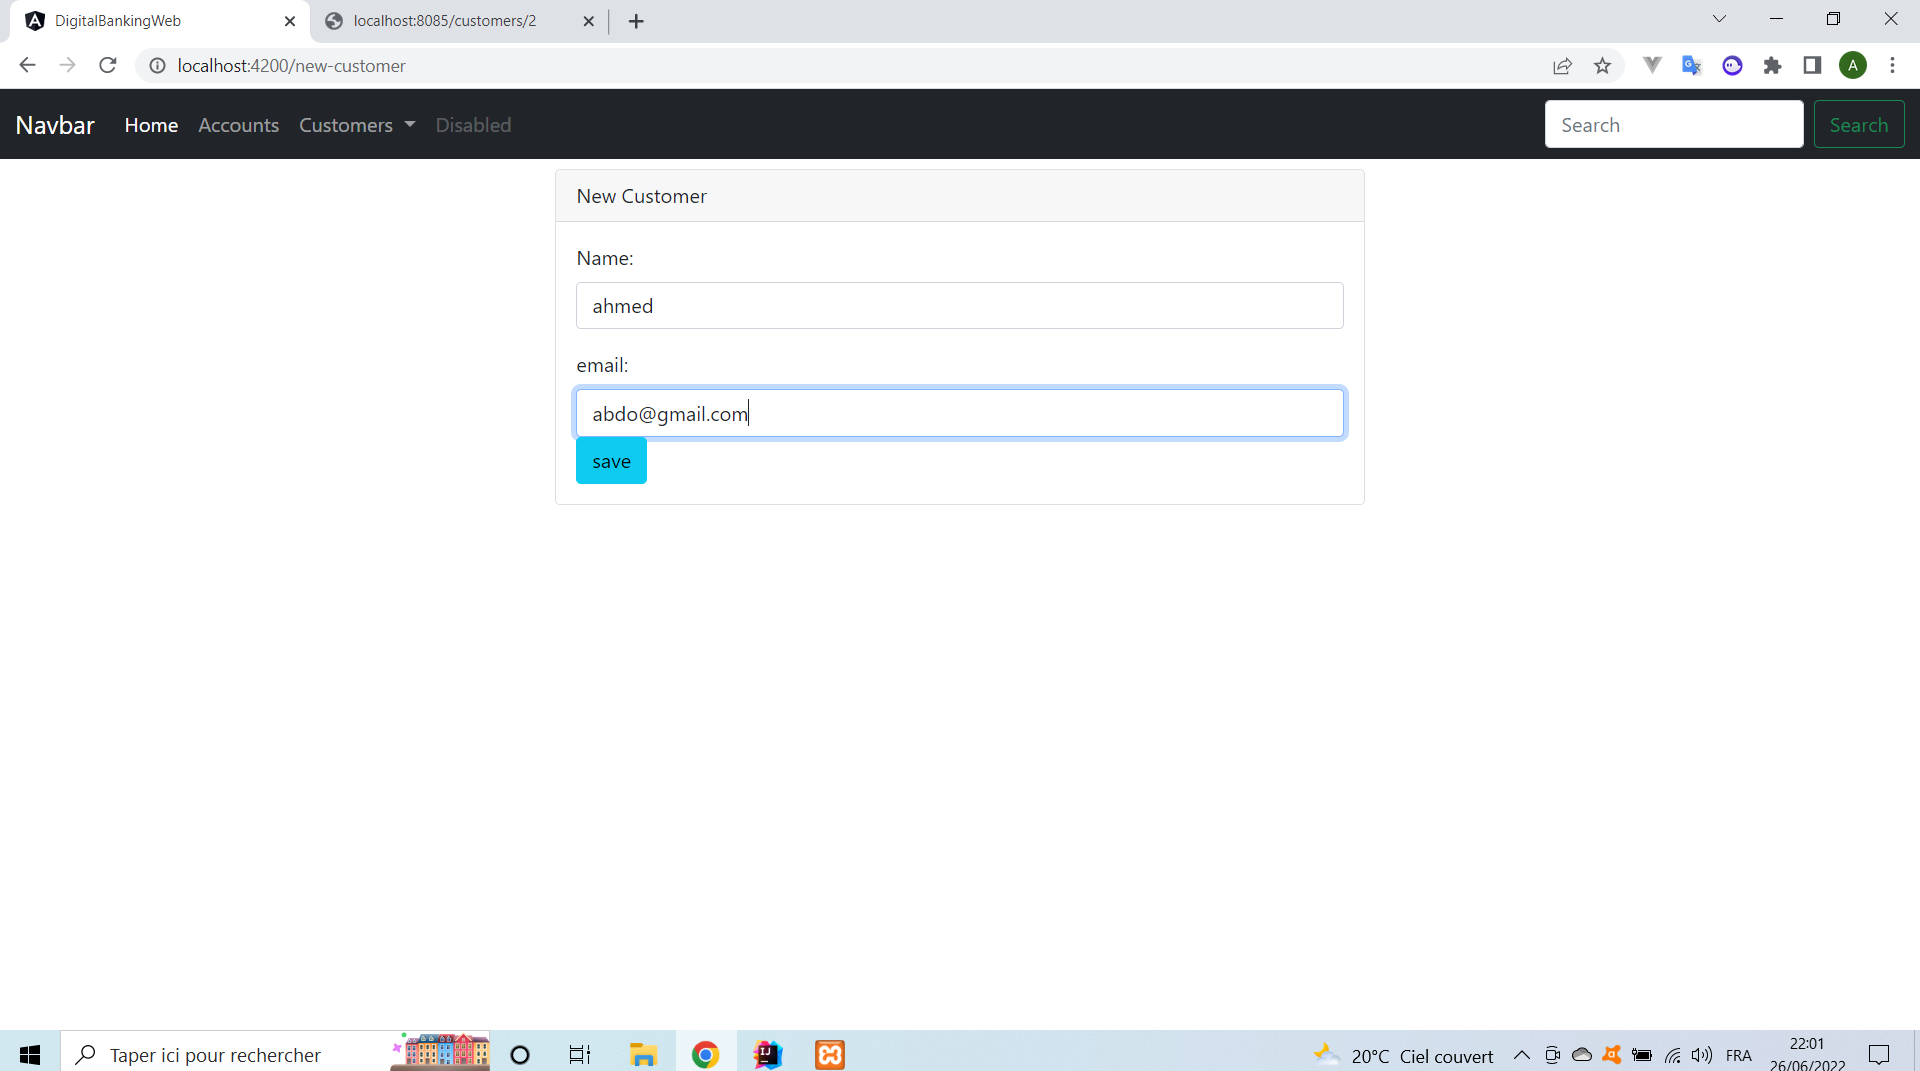 DigitalBankingWeb
localhost:8085/customers/2
localhost:4200/new-customer
A
Navbar Home Accounts Customers Disabled Search Search
New Customer
Name:
ahmed
email:
abdo@gmail.com
save
Taper ici pour rechercher
20°C Ciel couvert
FRA
22:01
26/06/2022